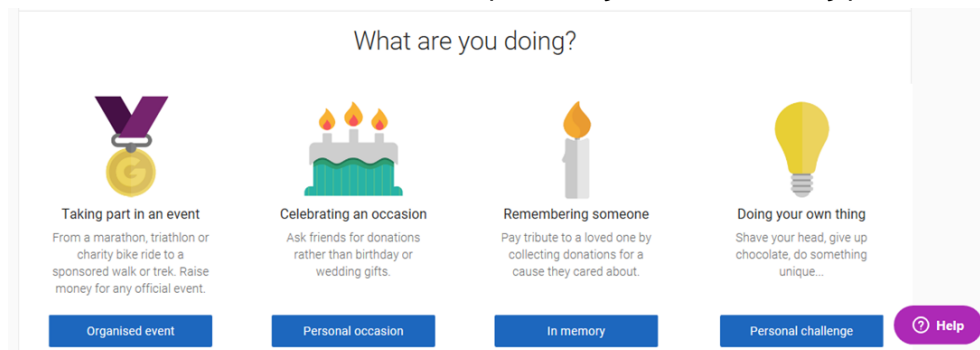 What are you doing?
G
Taking part in an event
From a marathon, triathlon or
charity bike ride to a
sponsored walk or trek. Raise
money for any official event.
Organised event
Celebrating an occasion
Ask friends for donations
rather than birthday or
wedding gifts.
Personal occasion
Remembering someone
Pay tribute to a loved one by
collecting donations for a
cause they cared about.
In memory
Doing your own thing
Shave your head, give up
chocolate, do something
unique...
Personal challenge
? Help